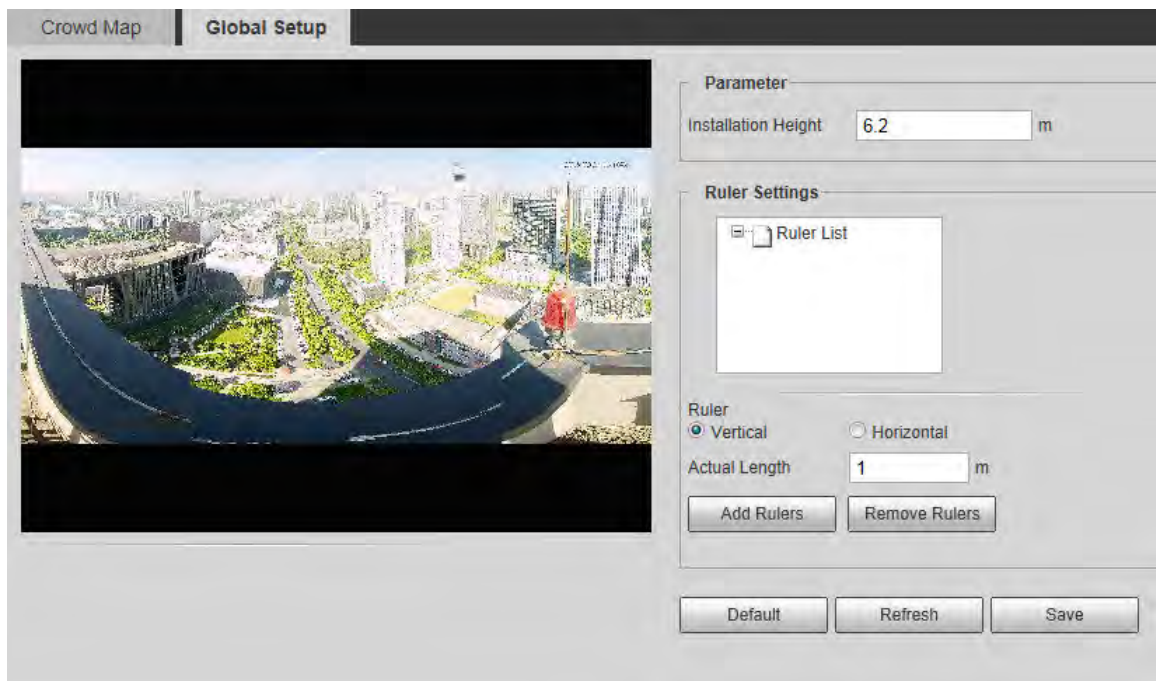 Crowd Map
Global Setup
Parameter
Installation Height 6.2 m
Ruler Settings
Ruler List
Ruler
Vertical Horizontal
Actual Length 1 m
Add Rulers Remove Rulers
Default Refresh Save